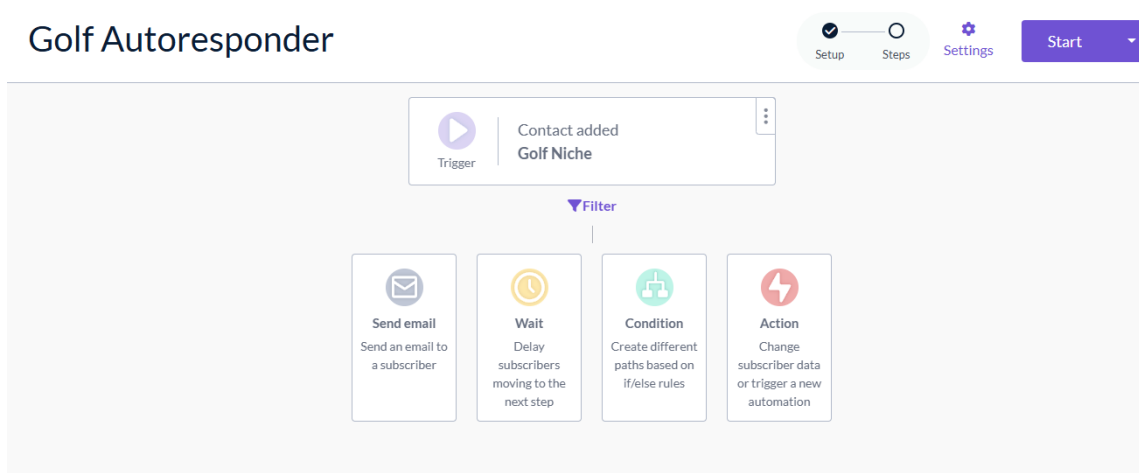 Golf Autoresponder
Setup
Steps
Settings
Start
Trigger
Contact added
Golf Niche
Filter
Send email
Send an email to
a subscriber
Wait
Delay
subscribers
moving to the
next step
Condition
Create different
paths based on
if/else rules
Action
Change
subscriber data
or trigger a new
automation